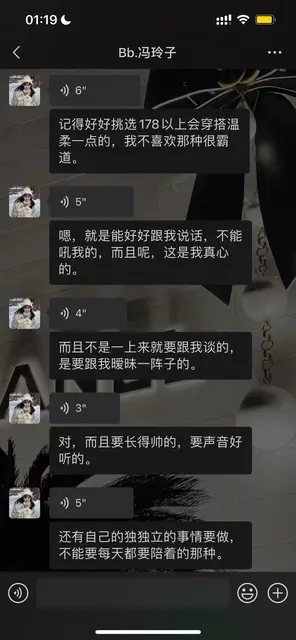 01:19
Bb.冯玲子
6"
记得好好挑选178以上会穿搭温
柔一点的，我不喜欢那种很霸
道。
5"
嗯，就是能好好跟我说话，不能
吼我的，而且呢，这是我真心
的。
4"
而且不是一上来就要跟我谈的，
是要跟我暧昧一阵子的。
3"
对，而且要长得帅的，要声音好
听的。
5"
还有自己的独独立的事情要做，
不能要每天都要陪着的那种。